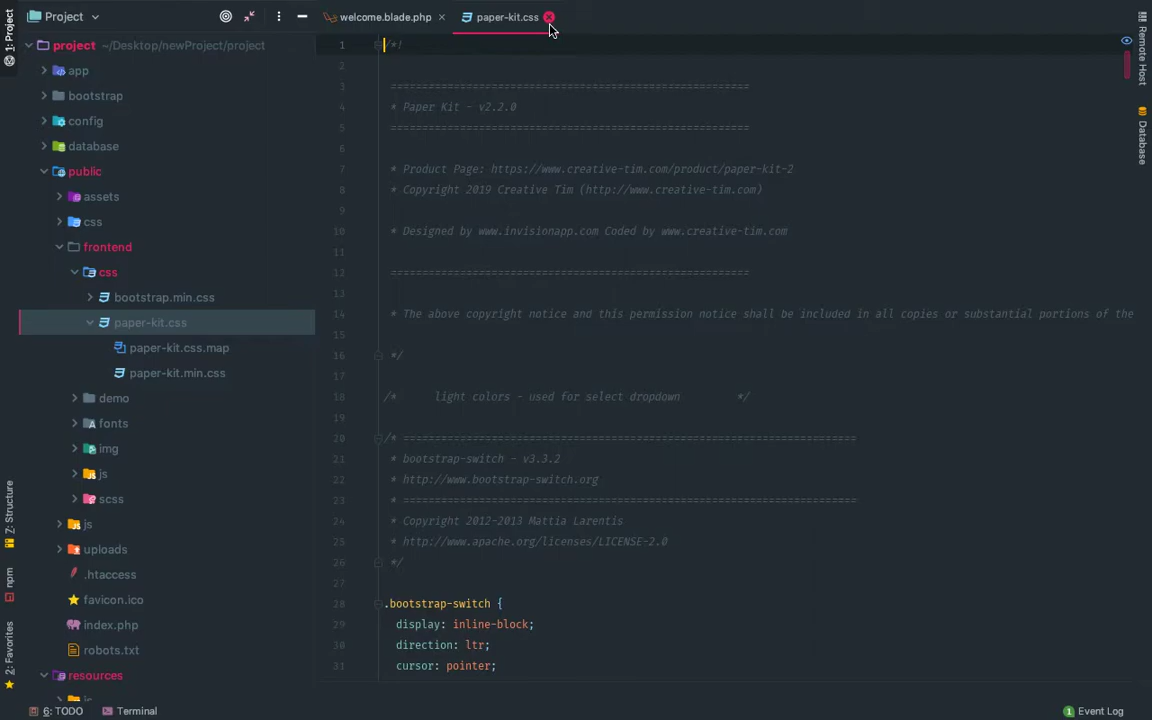 1: Project
Project
welcome.blade.php
paper-kit.css
project ~/Desktop/newProject/project
app
bootstrap
config
database
public
assets
css
frontend
css
bootstrap.min.css
paper-kit.css
paper-kit.css.map
paper-kit.min.css
demo
fonts
img
js
scss
js
uploads
.htaccess
favicon.ico
index.php
robots.txt
resources
1 /*!
2
3 =========================================================
4 * Paper Kit - v2.2.0
5 =========================================================
6
7 * Product Page: https://www.creative-tim.com/product/paper-kit-2
8 * Copyright 2019 Creative Tim (http://www.creative-tim.com)
9
10 * Designed by www.invisionapp.com Coded by www.creative-tim.com
11
12 =========================================================
13
14 * The above copyright notice and this permission notice shall be included in all copies or substantial portions of the
15
16 */
17
18 /* light colors - used for select dropdown */
19
20 /* ========================================================================
21 * bootstrap-switch - v3.3.2
22 * http://www.bootstrap-switch.org
23 * ========================================================================
24 * Copyright 2012-2013 Mattia Larentis
25 * http://www.apache.org/licenses/LICENSE-2.0
26 */
27
28 .bootstrap-switch {
29 display: inline-block;
30 direction: ltr;
31 cursor: pointer;
Remote Host
Database
7: Structure
npm
2: Favorites
6: TODO
Terminal
1 Event Log